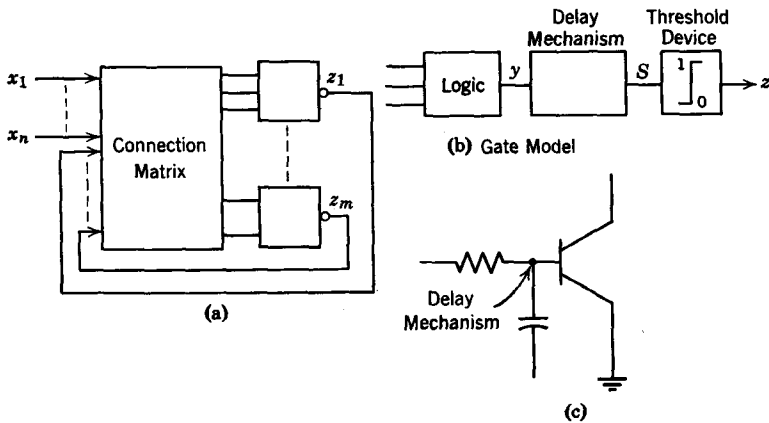 x1
xn
Connection
Matrix
z1
zm
(a)
Logic
y
Delay
Mechanism
S
Threshold
Device
1
0
z
(b) Gate Model
Delay
Mechanism
(c)